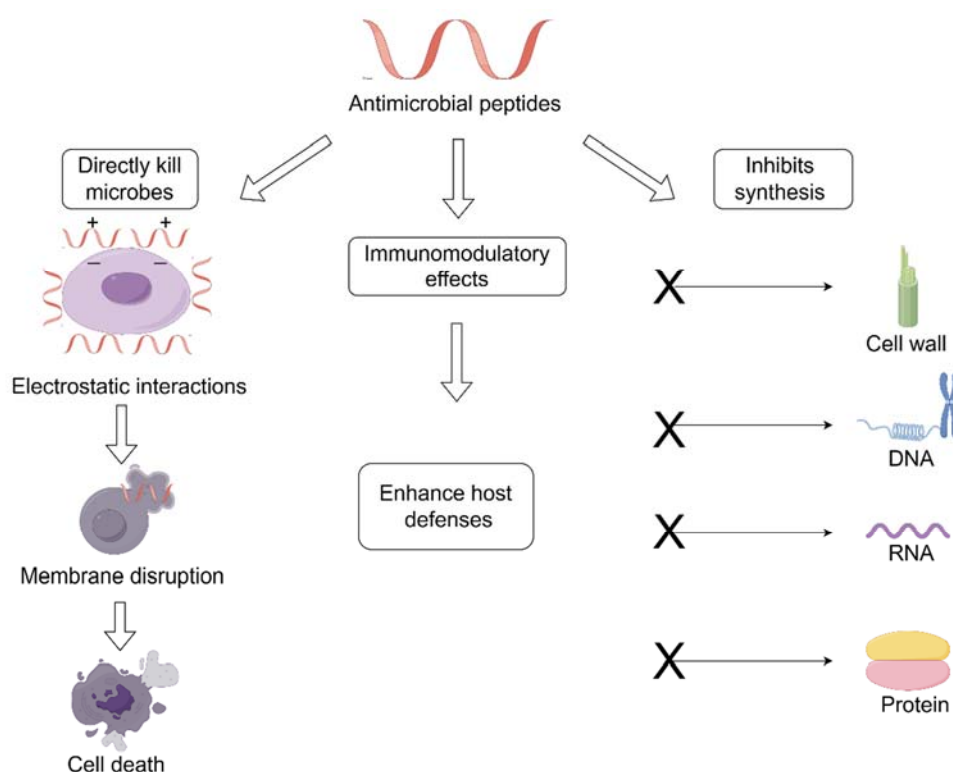 Antimicrobial peptides
Directly kill
microbes
+ +
– –
Electrostatic interactions
Membrane disruption
Cell death
Immunomodulatory
effects
Enhance host
defenses
Inhibits
synthesis
X
Cell wall
X
DNA
X
RNA
X
Protein